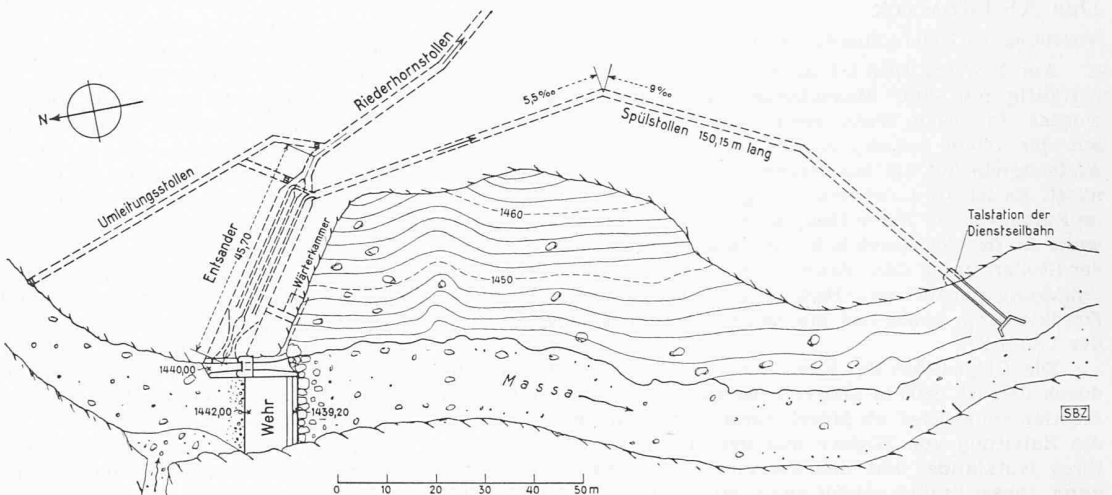 N
Umleitungsstollen
Riederhornstollen
5,5‰
9‰
Spülstollen 150,15 m lang
Entsander
45,70
Wärterkammer
1460
1450
Talstation der
Dienstseilbahn
1440,00
1442,00
Wehr
1439,20
Massa
SBZ
0 10 20 30 40 50 m